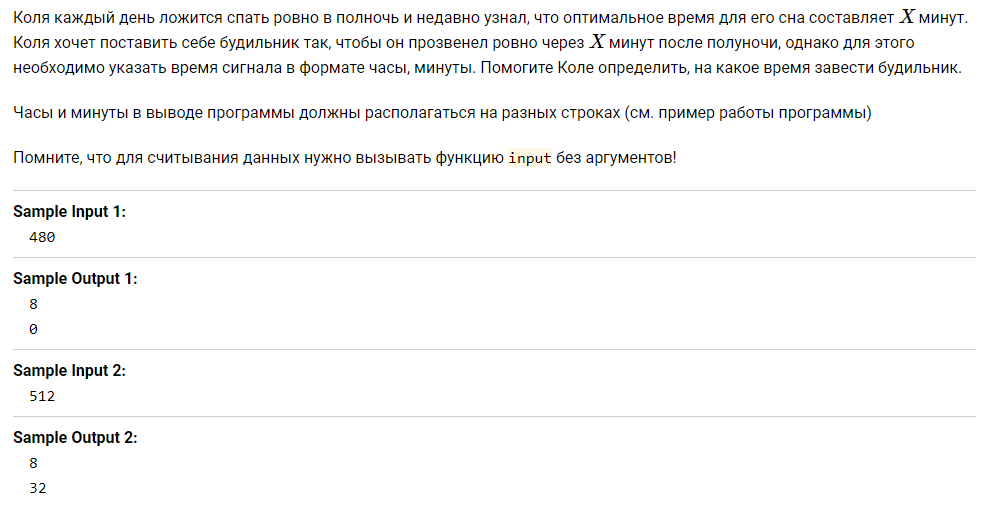 Коля каждый день ложится спать ровно в полночь и недавно узнал, что оптимальное время для его сна составляет X минут.
Коля хочет поставить себе будильник так, чтобы он прозвенел ровно через X минут после полуночи, однако для этого
необходимо указать время сигнала в формате часы, минуты. Помогите Коле определить, на какое время завести будильник.
Часы и минуты в выводе программы должны располагаться на разных строках (см. пример работы программы)
Помните, что для считывания данных нужно вызывать функцию input без аргументов!
Sample Input 1:
480
Sample Output 1:
8
0
Sample Input 2:
512
Sample Output 2:
8
32